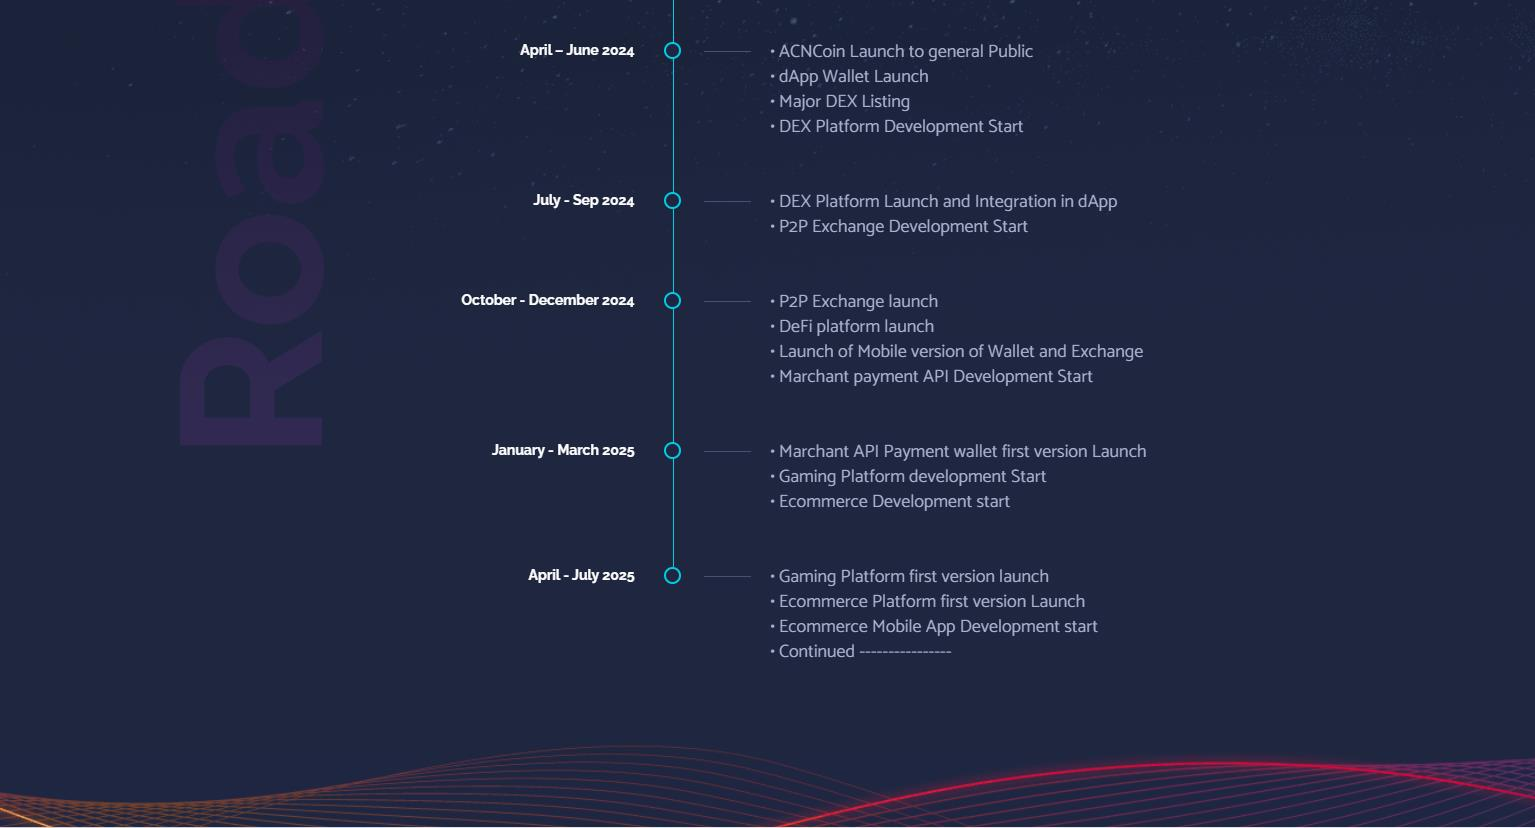 Road
April – June 2024
• ACNCoin Launch to general Public
• dApp Wallet Launch
• Major DEX Listing
• DEX Platform Development Start
July - Sep 2024
• DEX Platform Launch and Integration in dApp
• P2P Exchange Development Start
October - December 2024
• P2P Exchange launch
• DeFi platform launch
• Launch of Mobile version of Wallet and Exchange
• Marchant payment API Development Start
January - March 2025
• Marchant API Payment wallet first version Launch
• Gaming Platform development Start
• Ecommerce Development start
April - July 2025
• Gaming Platform first version launch
• Ecommerce Platform first version Launch
• Ecommerce Mobile App Development start
• Continued ----------------